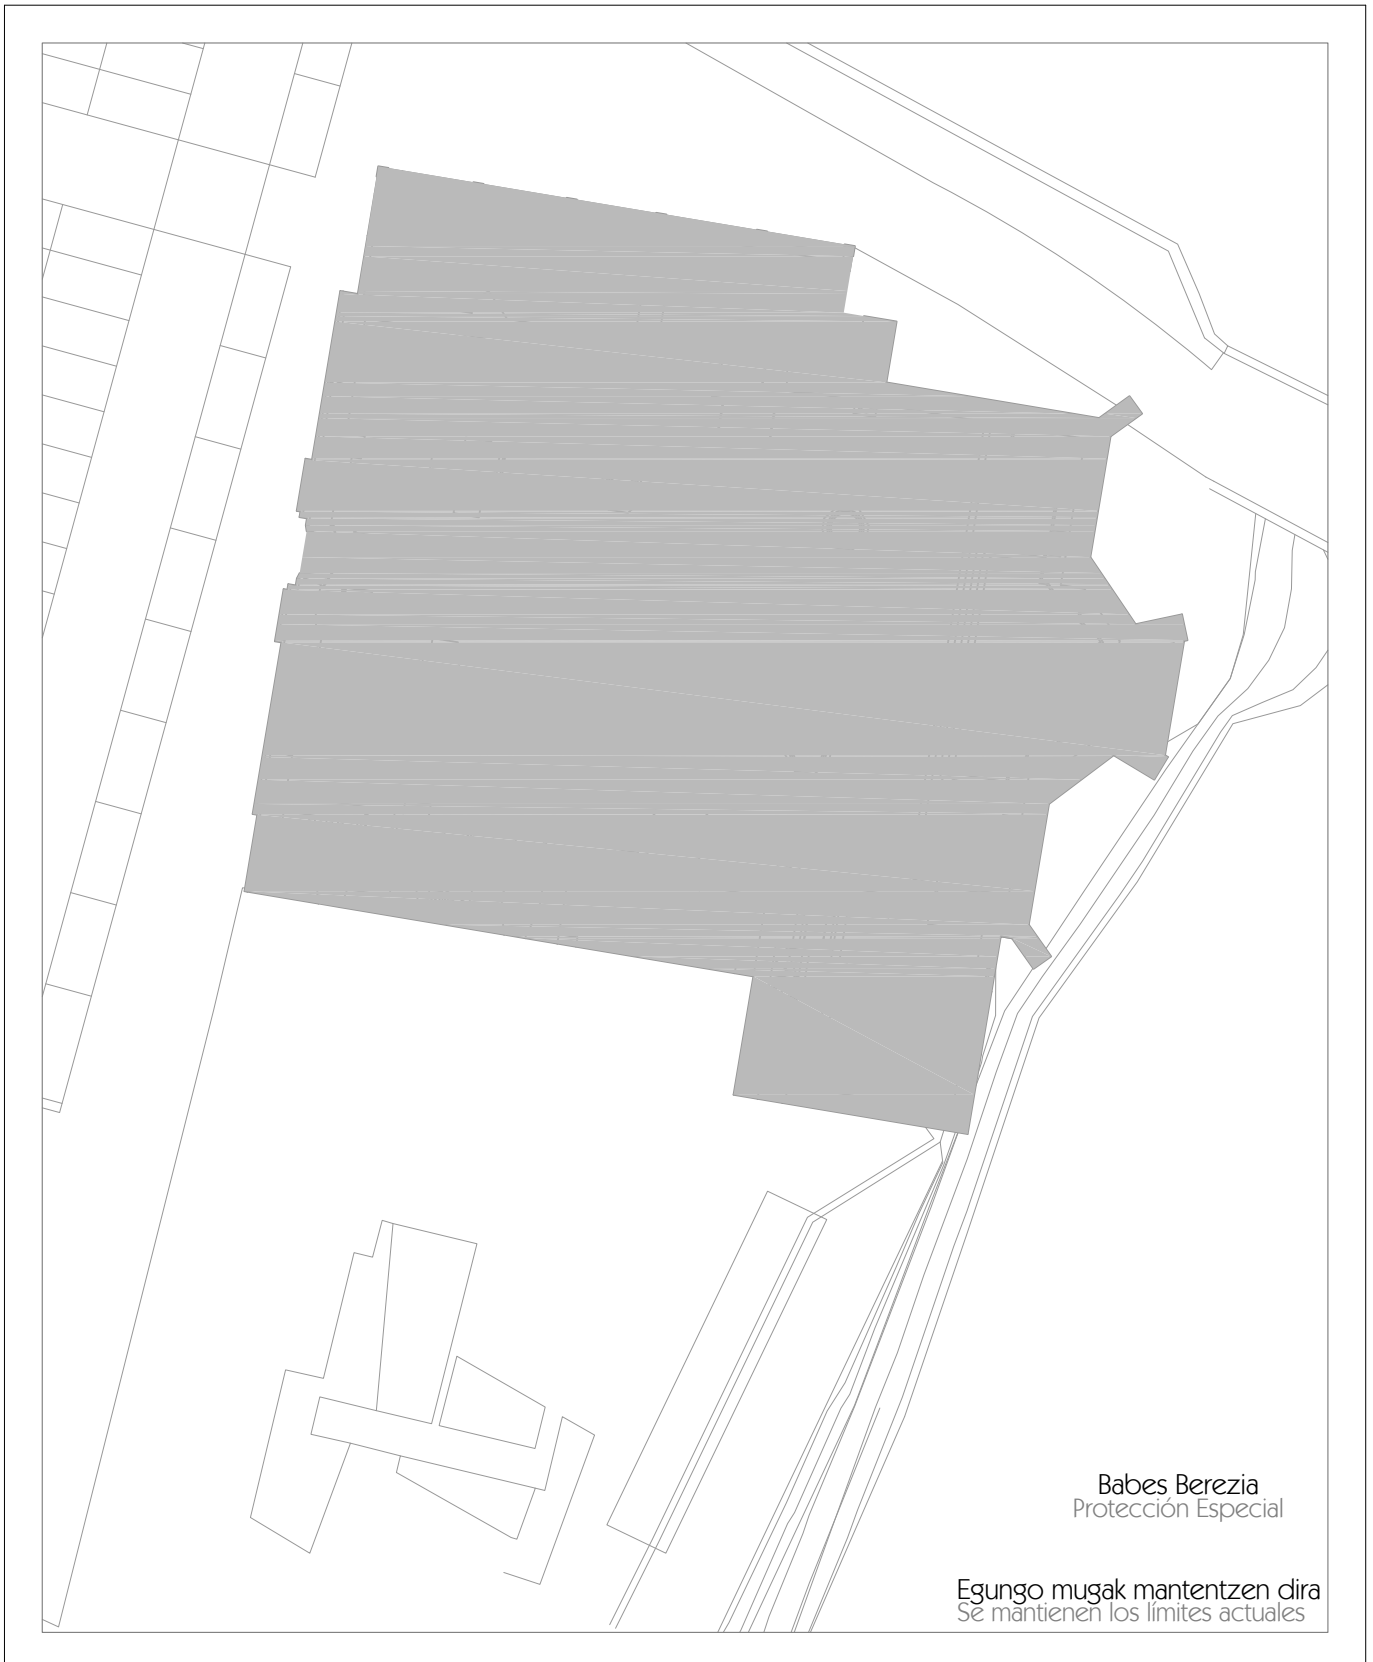 Babes Berezia
Protección Especial
Egungo mugak mantentzen dira
Se mantienen los límites actuales